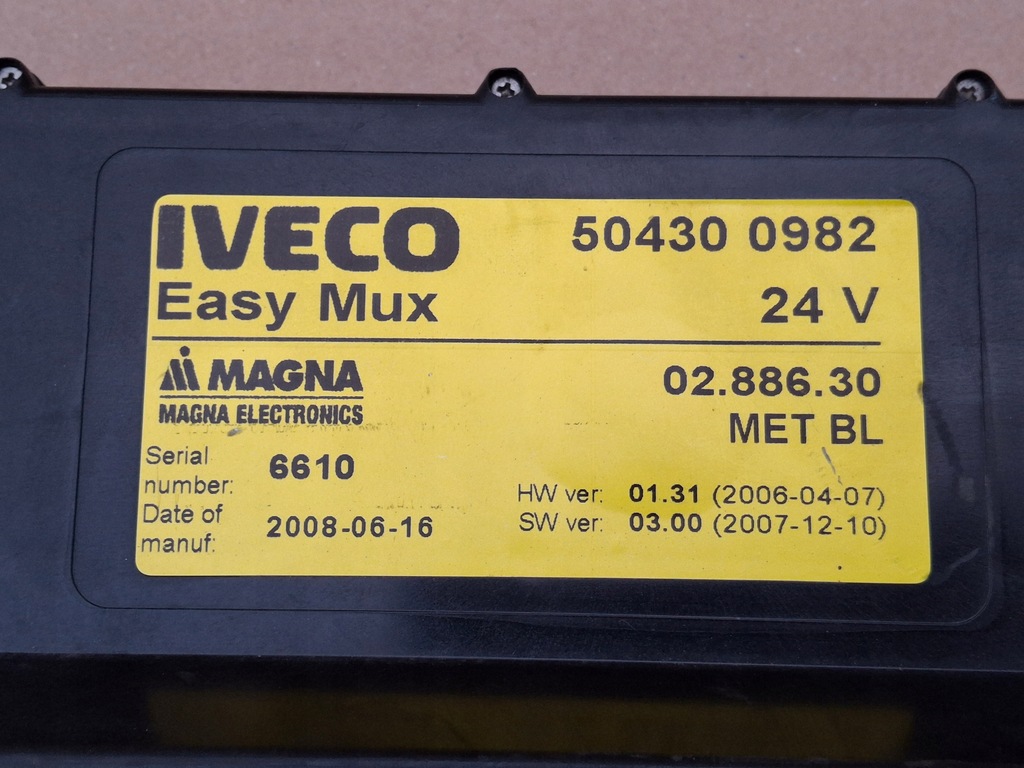 IVECO 50430 0982
Easy Mux 24 V
MAGNA 02.886.30
MAGNA ELECTRONICS MET BL
Serial number: 6610
HW ver: 01.31 (2006-04-07)
Date of manuf: 2008-06-16
SW ver: 03.00 (2007-12-10)